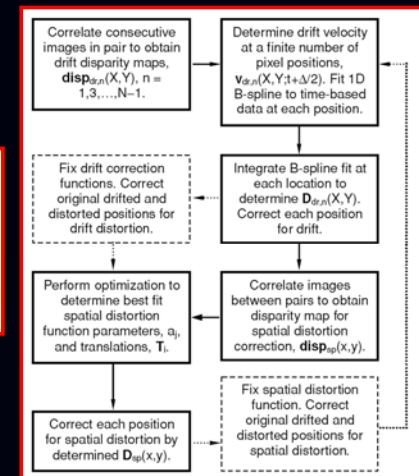 Correlate consecutive
images in pair to obtain
drift disparity maps,
disp_dr,n(X,Y), n =
1,3,…,N−1.
Determine drift velocity
at a finite number of
pixel positions,
v_dr,n(X,Y;t+Δ/2). Fit 1D
B-spline to time-based
data at each position.
Fix drift correction
functions. Correct
original drifted and
distorted positions for
drift distortion.
Integrate B-spline fit at
each location to
determine D_dr,n(X,Y).
Correct each position
for drift.
Perform optimization to
determine best fit
spatial distortion
function parameters, a_j,
and translations, T_i.
Correlate images
between pairs to obtain
disparity map for
spatial distortion
correction, disp_sp(x,y).
Correct each position
for spatial distortion by
determined D_sp(x,y).
Fix spatial distortion
function. Correct
original drifted and
distorted positions for
spatial distortion.